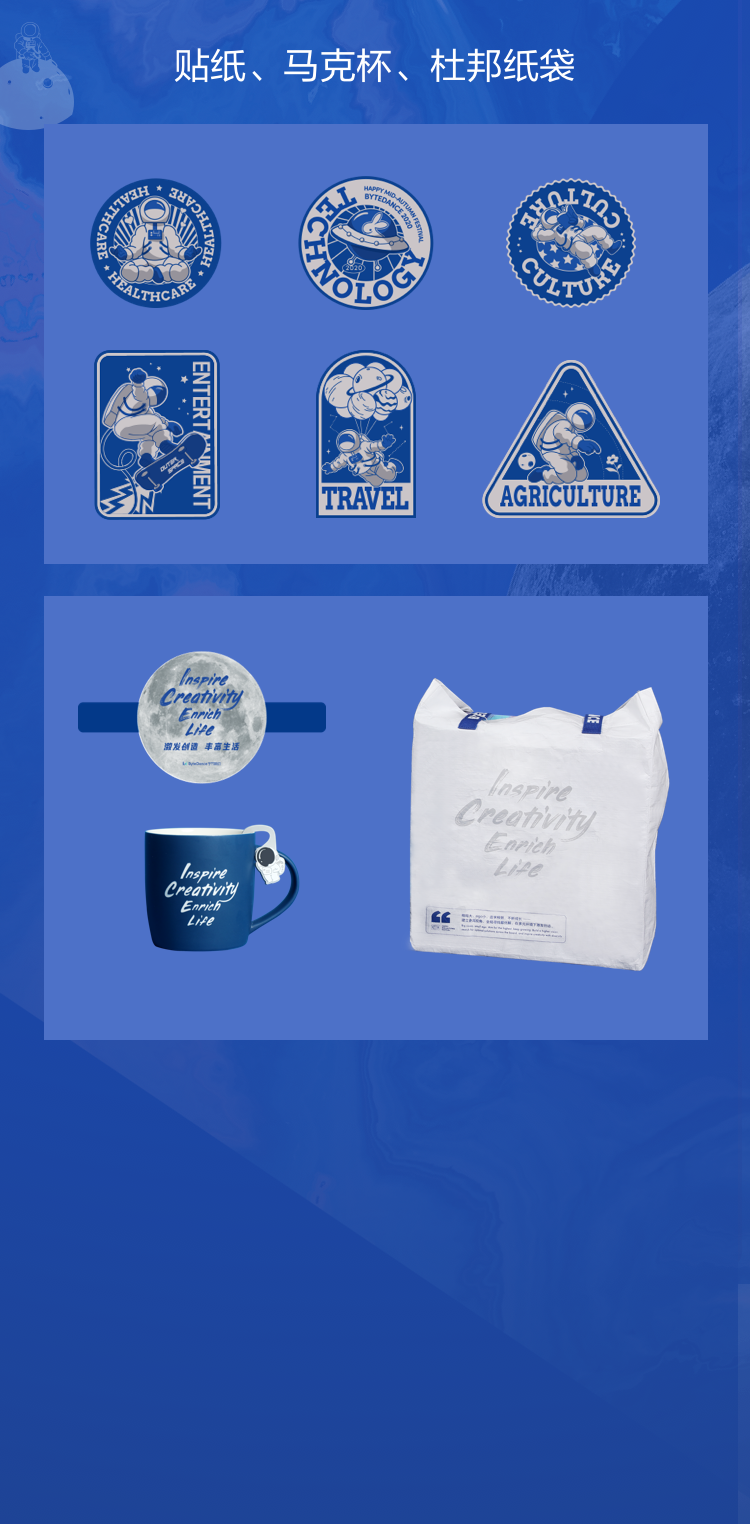 贴纸、马克杯、杜邦纸袋
HEALTHCARE ★ HEALTHCARE ★ HEALTHCARE
HAPPY MID-AUTUMN FESTIVAL
BYTEDANCE 2020
TECHNOLOGY
2020
CULTURE
CULTURE
ENTERTAINMENT
OUTER
SPACE
TRAVEL
AGRICULTURE
Inspire
Creativity
Enrich
Life
激发创造 丰富生活
Inspire
Creativity
Enrich
Life
Inspire
Creativity
Enrich
Life